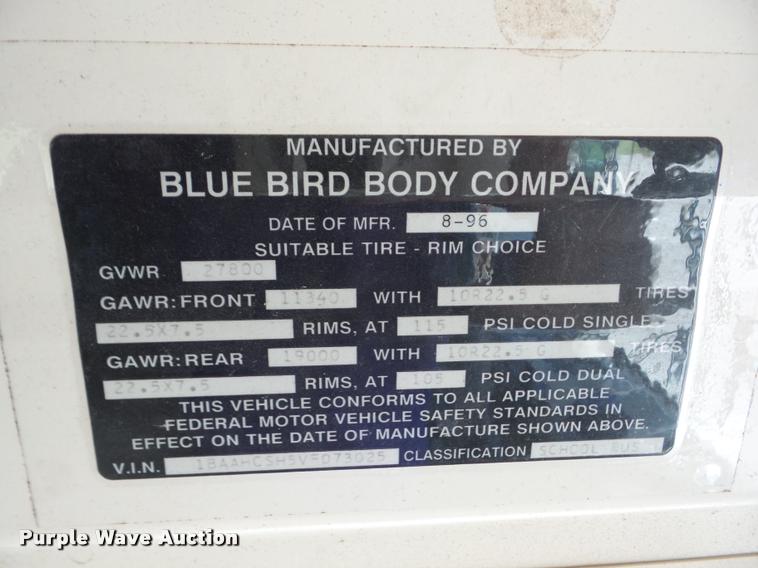 MANUFACTURED BY
BLUE BIRD BODY COMPANY
DATE OF MFR. 8-96
SUITABLE TIRE - RIM CHOICE
GVWR 27800
GAWR: FRONT 11340 WITH 10R22.5 G TIRES
22.5X7.5 RIMS, AT 115 PSI COLD SINGLE
GAWR: REAR 19000 WITH 10R22.5 G TIRES
22.5X7.5 RIMS, AT 105 PSI COLD DUAL
THIS VEHICLE CONFORMS TO ALL APPLICABLE
FEDERAL MOTOR VEHICLE SAFETY STANDARDS IN
EFFECT ON THE DATE OF MANUFACTURE SHOWN ABOVE.
V.I.N. 1BAAHCSH5VF073025 CLASSIFICATION SCHOOL BUS
Purple Wave Auction